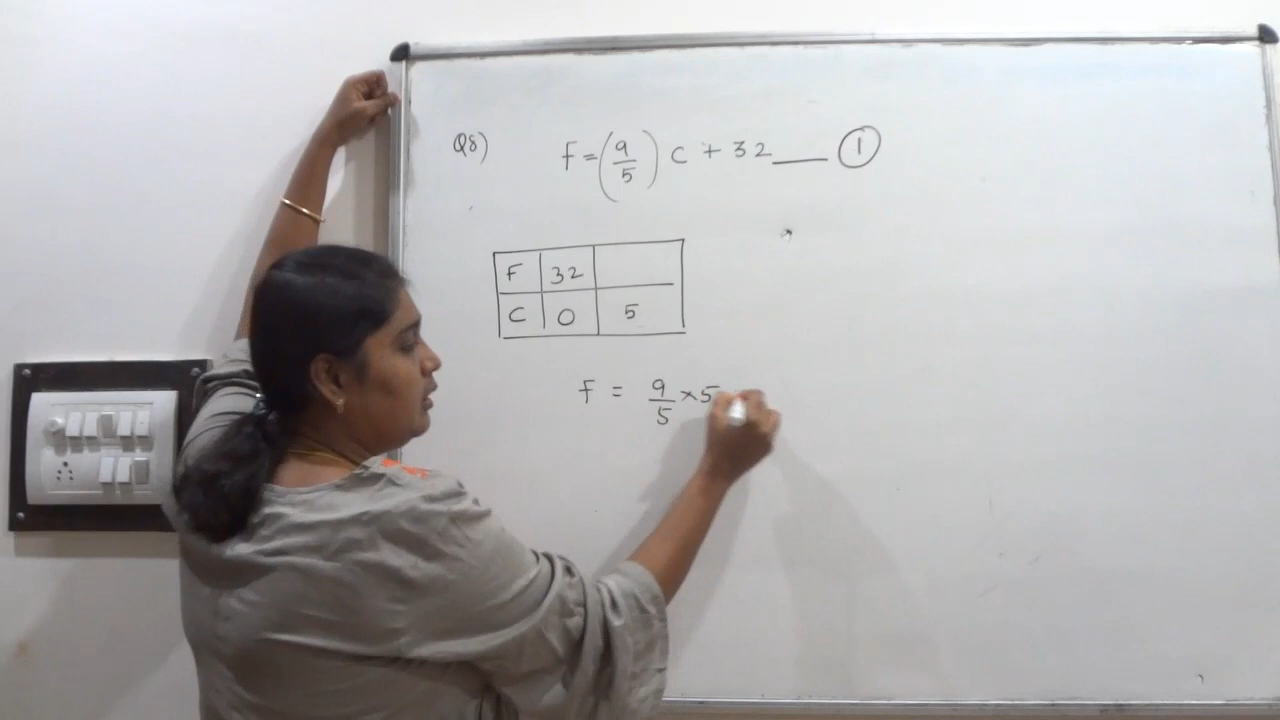 Q8) F = (9/5) C + 32 ___ ①
F 32
C 0 5
F = 9/5 × 5